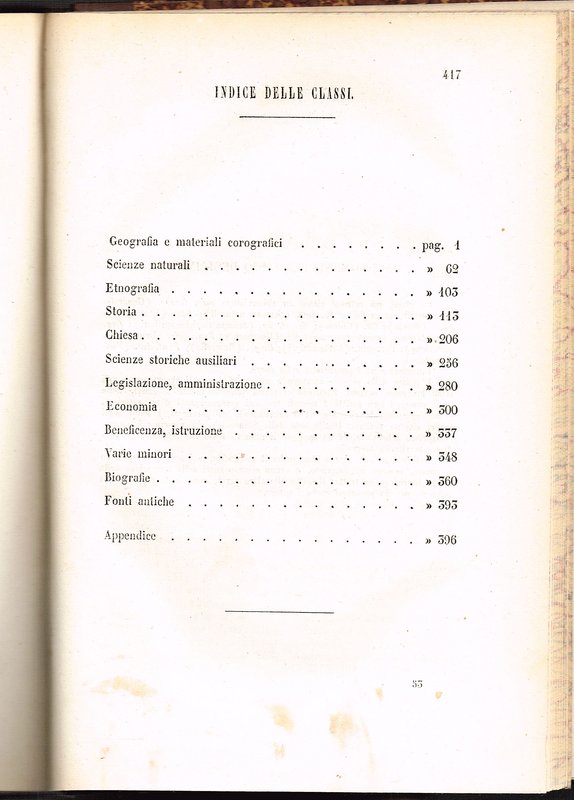 417
INDICE DELLE CLASSI.
Geografia e materiali corografici . . . . . . . . pag. 1
Scienze naturali . . . . . . . . . . . . . . » 62
Etnografia . . . . . . . . . . . . . . . . » 103
Storia . . . . . . . . . . . . . . . . . . » 113
Chiesa . . . . . . . . . . . . . . . . . . » 206
Scienze storiche ausiliari . . . . . . . . . . . » 256
Legislazione, amministrazione . . . . . . . . . . » 280
Economia . . . . . . . . . . . . . . . . » 300
Beneficenza, istruzione . . . . . . . . . . . . » 337
Varie minori . . . . . . . . . . . . . . . » 348
Biografie . . . . . . . . . . . . . . . . . » 360
Fonti antiche . . . . . . . . . . . . . . . » 393
Appendice . . . . . . . . . . . . . . . . » 396
53